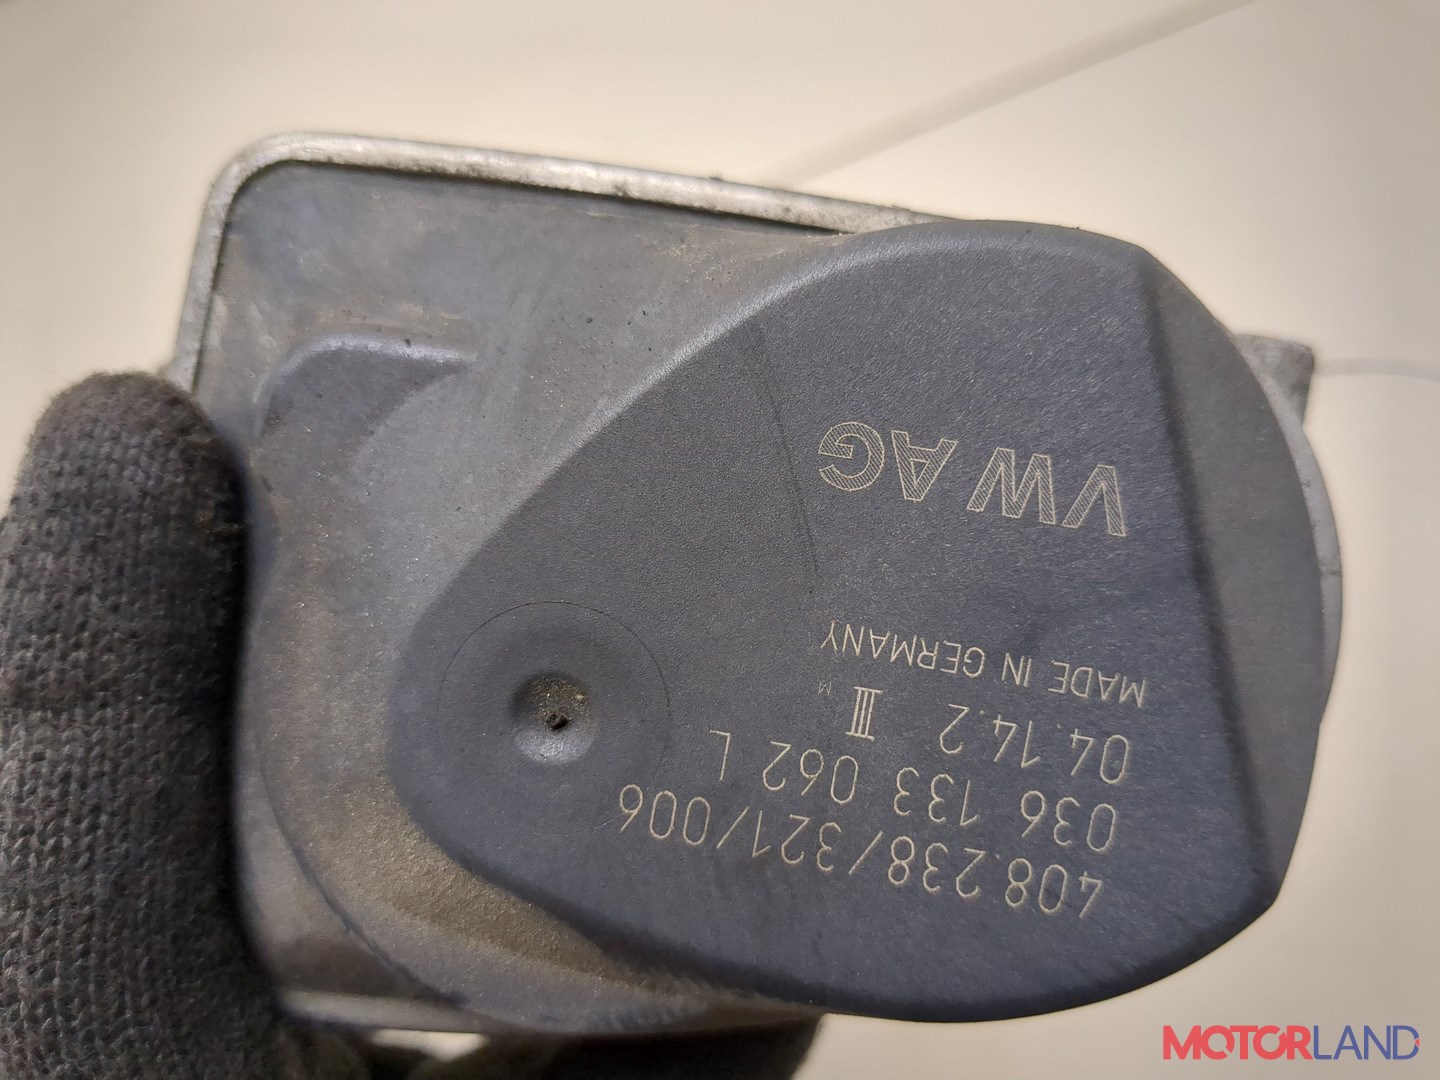 408.238/321/006
036 133 062 L
04.14.2 III M
MADE IN GERMANY
VW AG
MOTORLAND